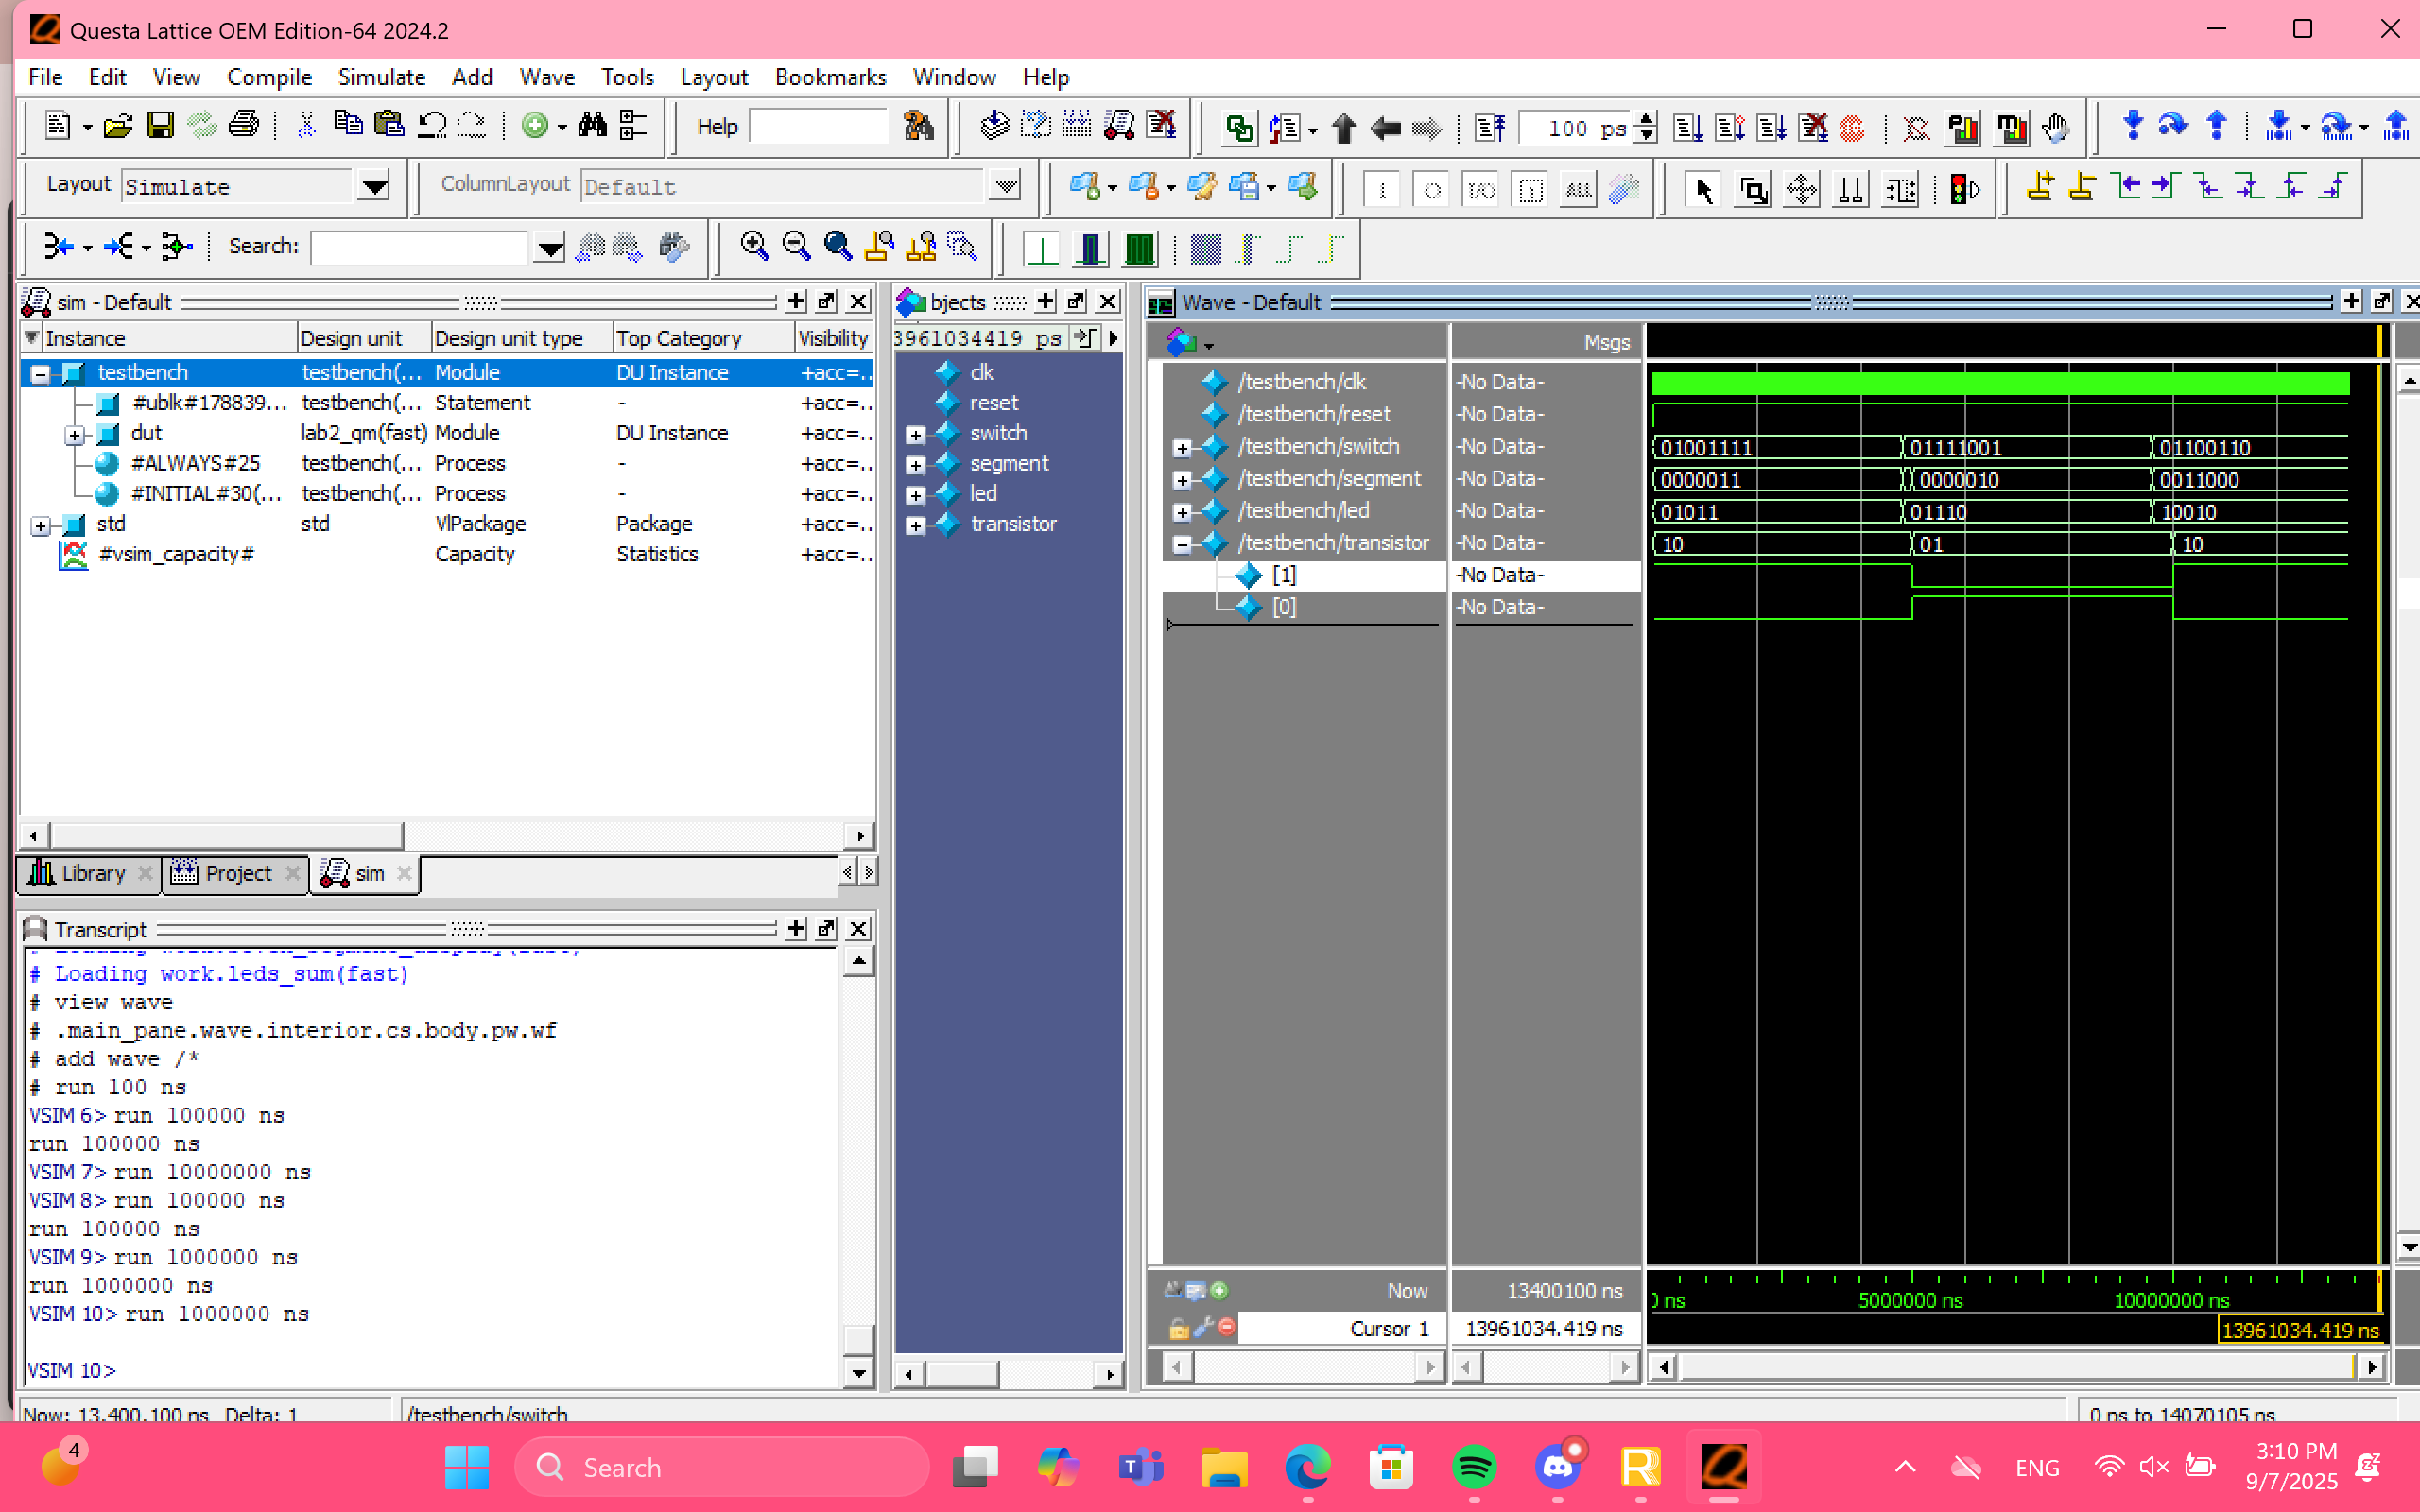 Questa Lattice OEM Edition-64 2024.2
File Edit View Compile Simulate Add Wave Tools Layout Bookmarks Window Help
Help 100 ps
Layout Simulate ColumnLayout Default
Search:
sim - Default
Instance Design unit Design unit type Top Category Visibility
testbench testbench(... Module DU Instance +acc=..
#ublk#178839... testbench(... Statement - +acc=..
dut lab2_qm(fast) Module DU Instance +acc=..
#ALWAYS#25 testbench(... Process - +acc=..
#INITIAL#30(... testbench(... Process - +acc=..
std std VlPackage Package +acc=..
#vsim_capacity# Capacity Statistics +acc=..
Library Project sim
Transcript
# Loading work.leds_sum(fast)
# view wave
# .main_pane.wave.interior.cs.body.pw.wf
# add wave /*
# run 100 ns
VSIM 6> run 100000 ns
run 100000 ns
VSIM 7> run 10000000 ns
VSIM 8> run 100000 ns
run 100000 ns
VSIM 9> run 1000000 ns
run 1000000 ns
VSIM 10> run 1000000 ns
VSIM 10>
bjects
3961034419 ps
clk
reset
switch
segment
led
transistor
Wave - Default
Msgs
/testbench/clk -No Data-
/testbench/reset -No Data-
/testbench/switch -No Data- 01001111 01111001 01100110
/testbench/segment -No Data- 0000011 0000010 0011000
/testbench/led -No Data- 01011 01110 10010
/testbench/transistor -No Data- 10 01 10
[1] -No Data-
[0] -No Data-
Now 13400100 ns 0 ns 5000000 ns 10000000 ns
Cursor 1 13961034.419 ns 13961034.419 ns
Now: 13,400,100 ns Delta: 1 /testbench/switch 0 ps to 14070105 ns
4 Search ENG 3:10 PM
9/7/2025